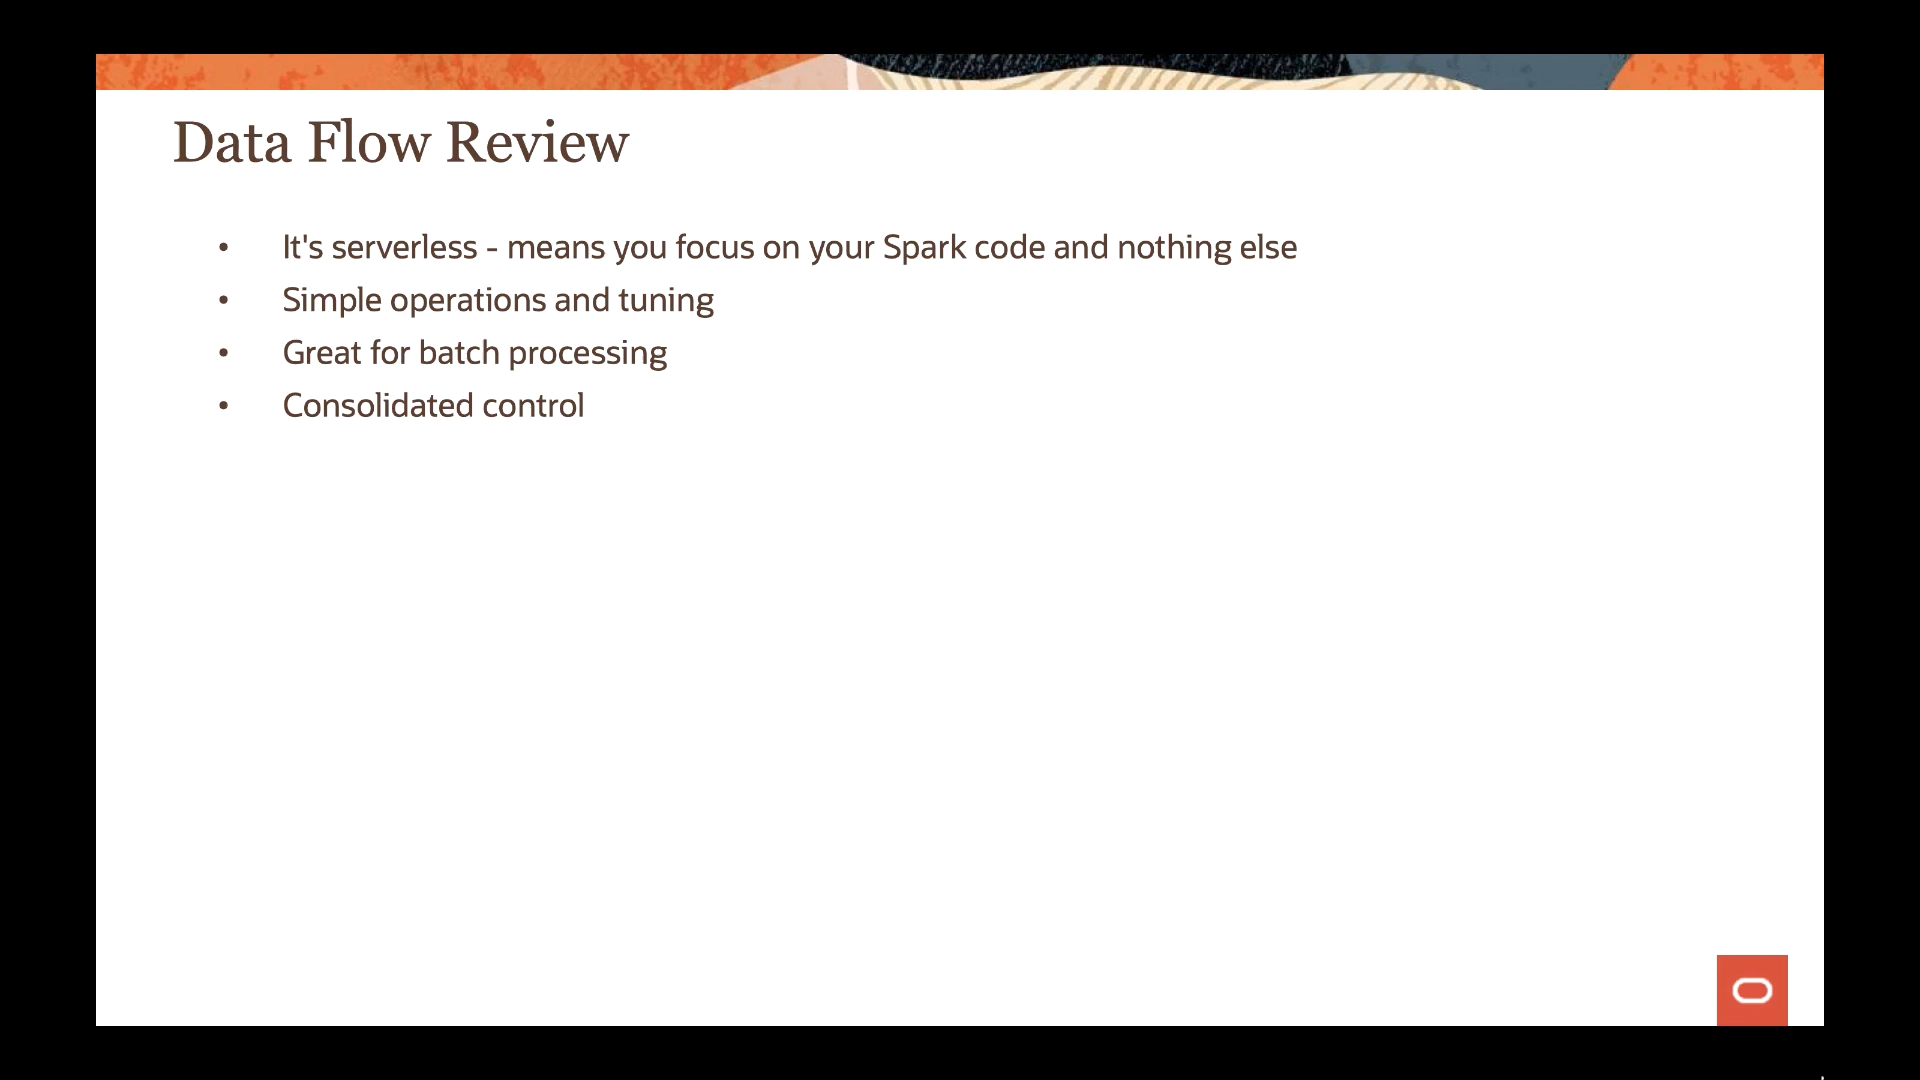 Data Flow Review
• It's serverless - means you focus on your Spark code and nothing else
• Simple operations and tuning
• Great for batch processing
• Consolidated control